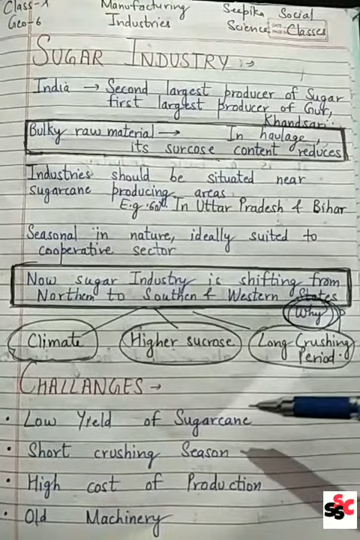 Class-X Manufacturing Deepika Social
Geo-6 Industries Science Classes
SUGAR INDUSTRY :→
India → Second largest producer of Sugar
first largest producer of Gur,
Khandsari
Bulky raw material → In haulage,
its surcose content reduces
Industries should be situated near
sugarcane producing areas.
E.g. 60% In Uttar Pradesh & Bihar
Seasonal in nature, ideally suited to
cooperative sector
Now sugar Industry is shifting from
Northern to Southen & Western States
Why
Climate Higher sucrose Long Crushing
Period
CHALLANGES →
• Low Yield of Sugarcane
• Short crushing Season
• High cost of Production
• Old Machinery
SSC